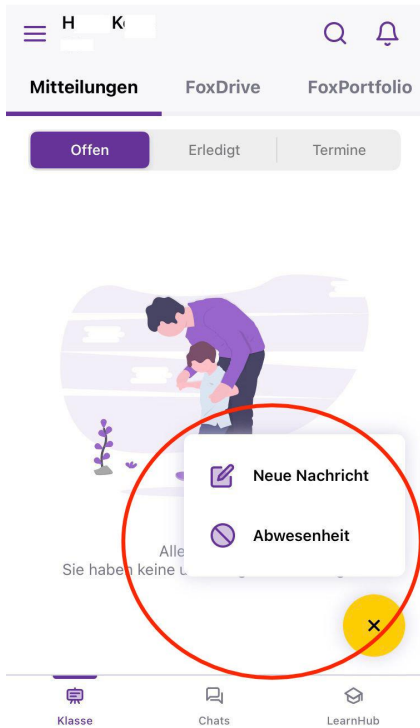 H K
Mitteilungen FoxDrive FoxPortfolio
Offen Erledigt Termine
Neue Nachricht
Abwesenheit
Alle
Sie haben keine
Klasse Chats LearnHub